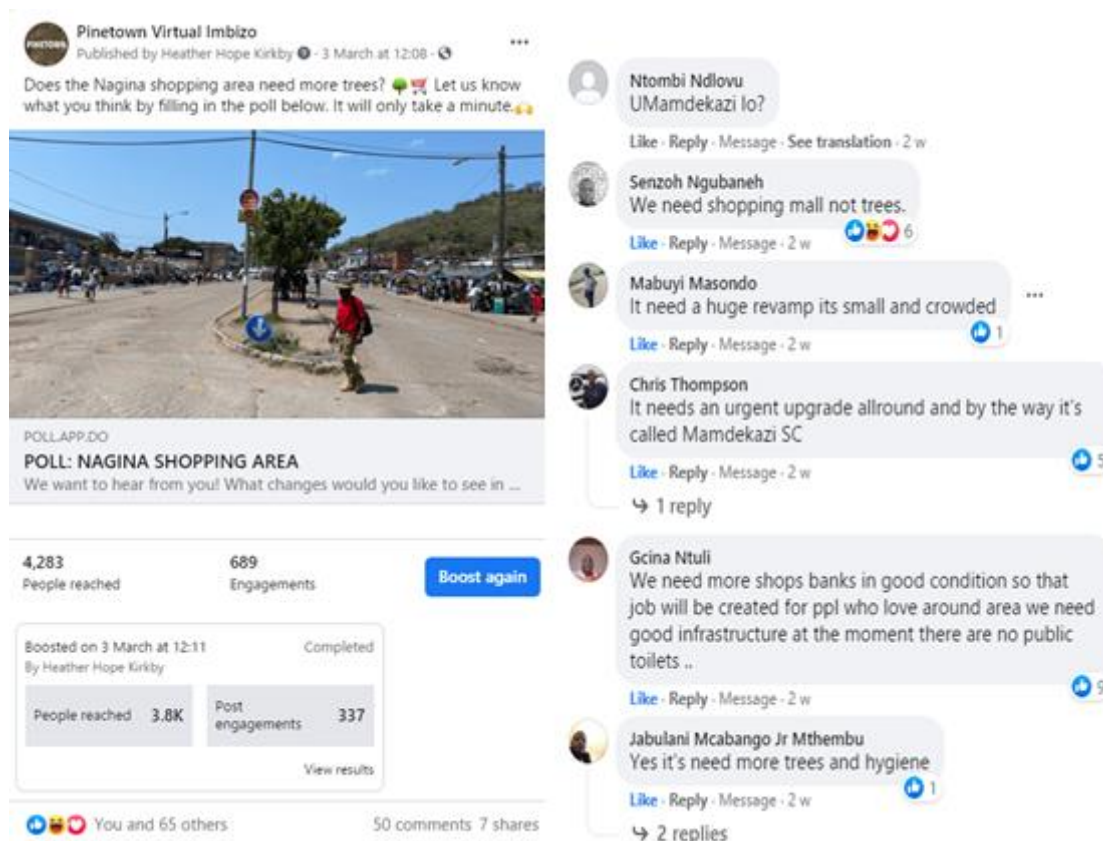 PINETOWN
Pinetown Virtual Imbizo
Published by Heather Hope Kirkby · 3 March at 12:08 ·
Does the Nagina shopping area need more trees? Let us know
what you think by filling in the poll below. It will only take a minute.
POLL.APP.DO
POLL: NAGINA SHOPPING AREA
We want to hear from you! What changes would you like to see in ...
4,283
People reached
689
Engagements
Boost again
Boosted on 3 March at 12:11
Completed
By Heather Hope Kirkby
People reached 3.8K
Post
engagements 337
View results
You and 65 others
50 comments 7 shares
Ntombi Ndlovu
UMamdekazi lo?
Like · Reply · Message · See translation · 2 w
Senzoh Ngubaneh
We need shopping mall not trees.
6
Like · Reply · Message · 2 w
Mabuyi Masondo
It need a huge revamp its small and crowded
1
Like · Reply · Message · 2 w
Chris Thompson
It needs an urgent upgrade allround and by the way it's
called Mamdekazi SC
5
Like · Reply · Message · 2 w
1 reply
Gcina Ntuli
We need more shops banks in good condition so that
job will be created for ppl who love around area we need
good infrastructure at the moment there are no public
toilets ..
9
Like · Reply · Message · 2 w
Jabulani Mcabango Jr Mthembu
Yes it's need more trees and hygiene
1
Like · Reply · Message · 2 w
2 replies